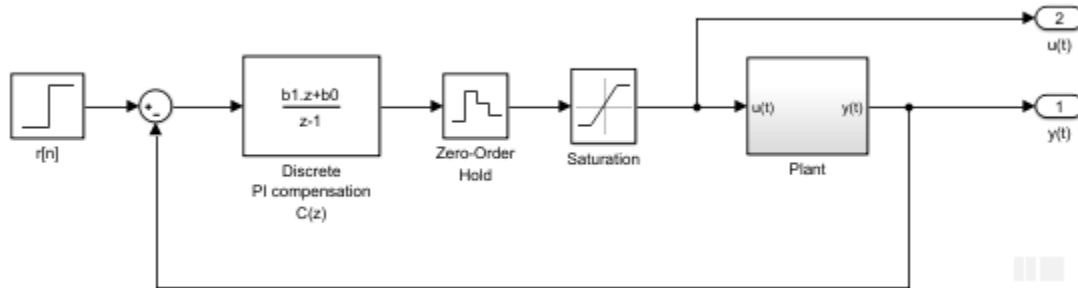 2
u(t)
b1.z+b0
z-1
+
-
u(t)
y(t)
1
y(t)
r[n]
Discrete
PI compensation
C(z)
Zero-Order
Hold
Saturation
Plant